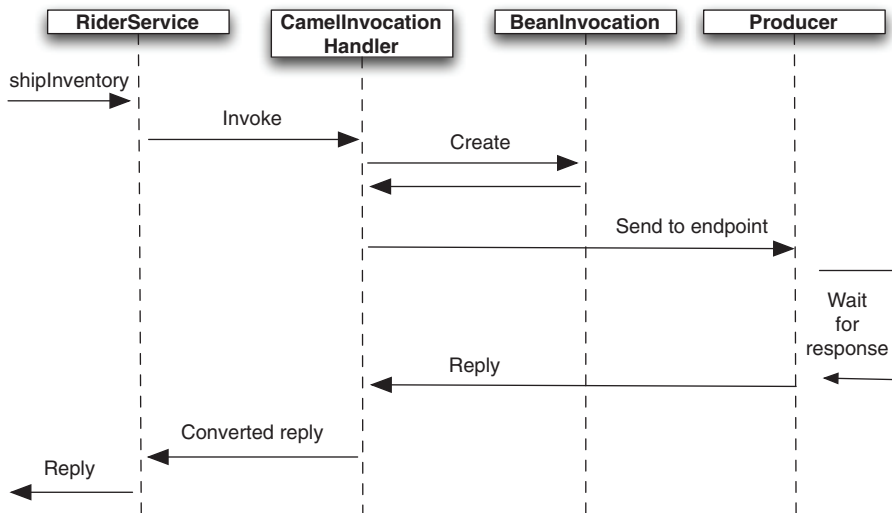 RiderService
CamelInvocation
Handler
BeanInvocation
Producer
shipInventory
Invoke
Create
Send to endpoint
Wait
for
response
Reply
Converted reply
Reply